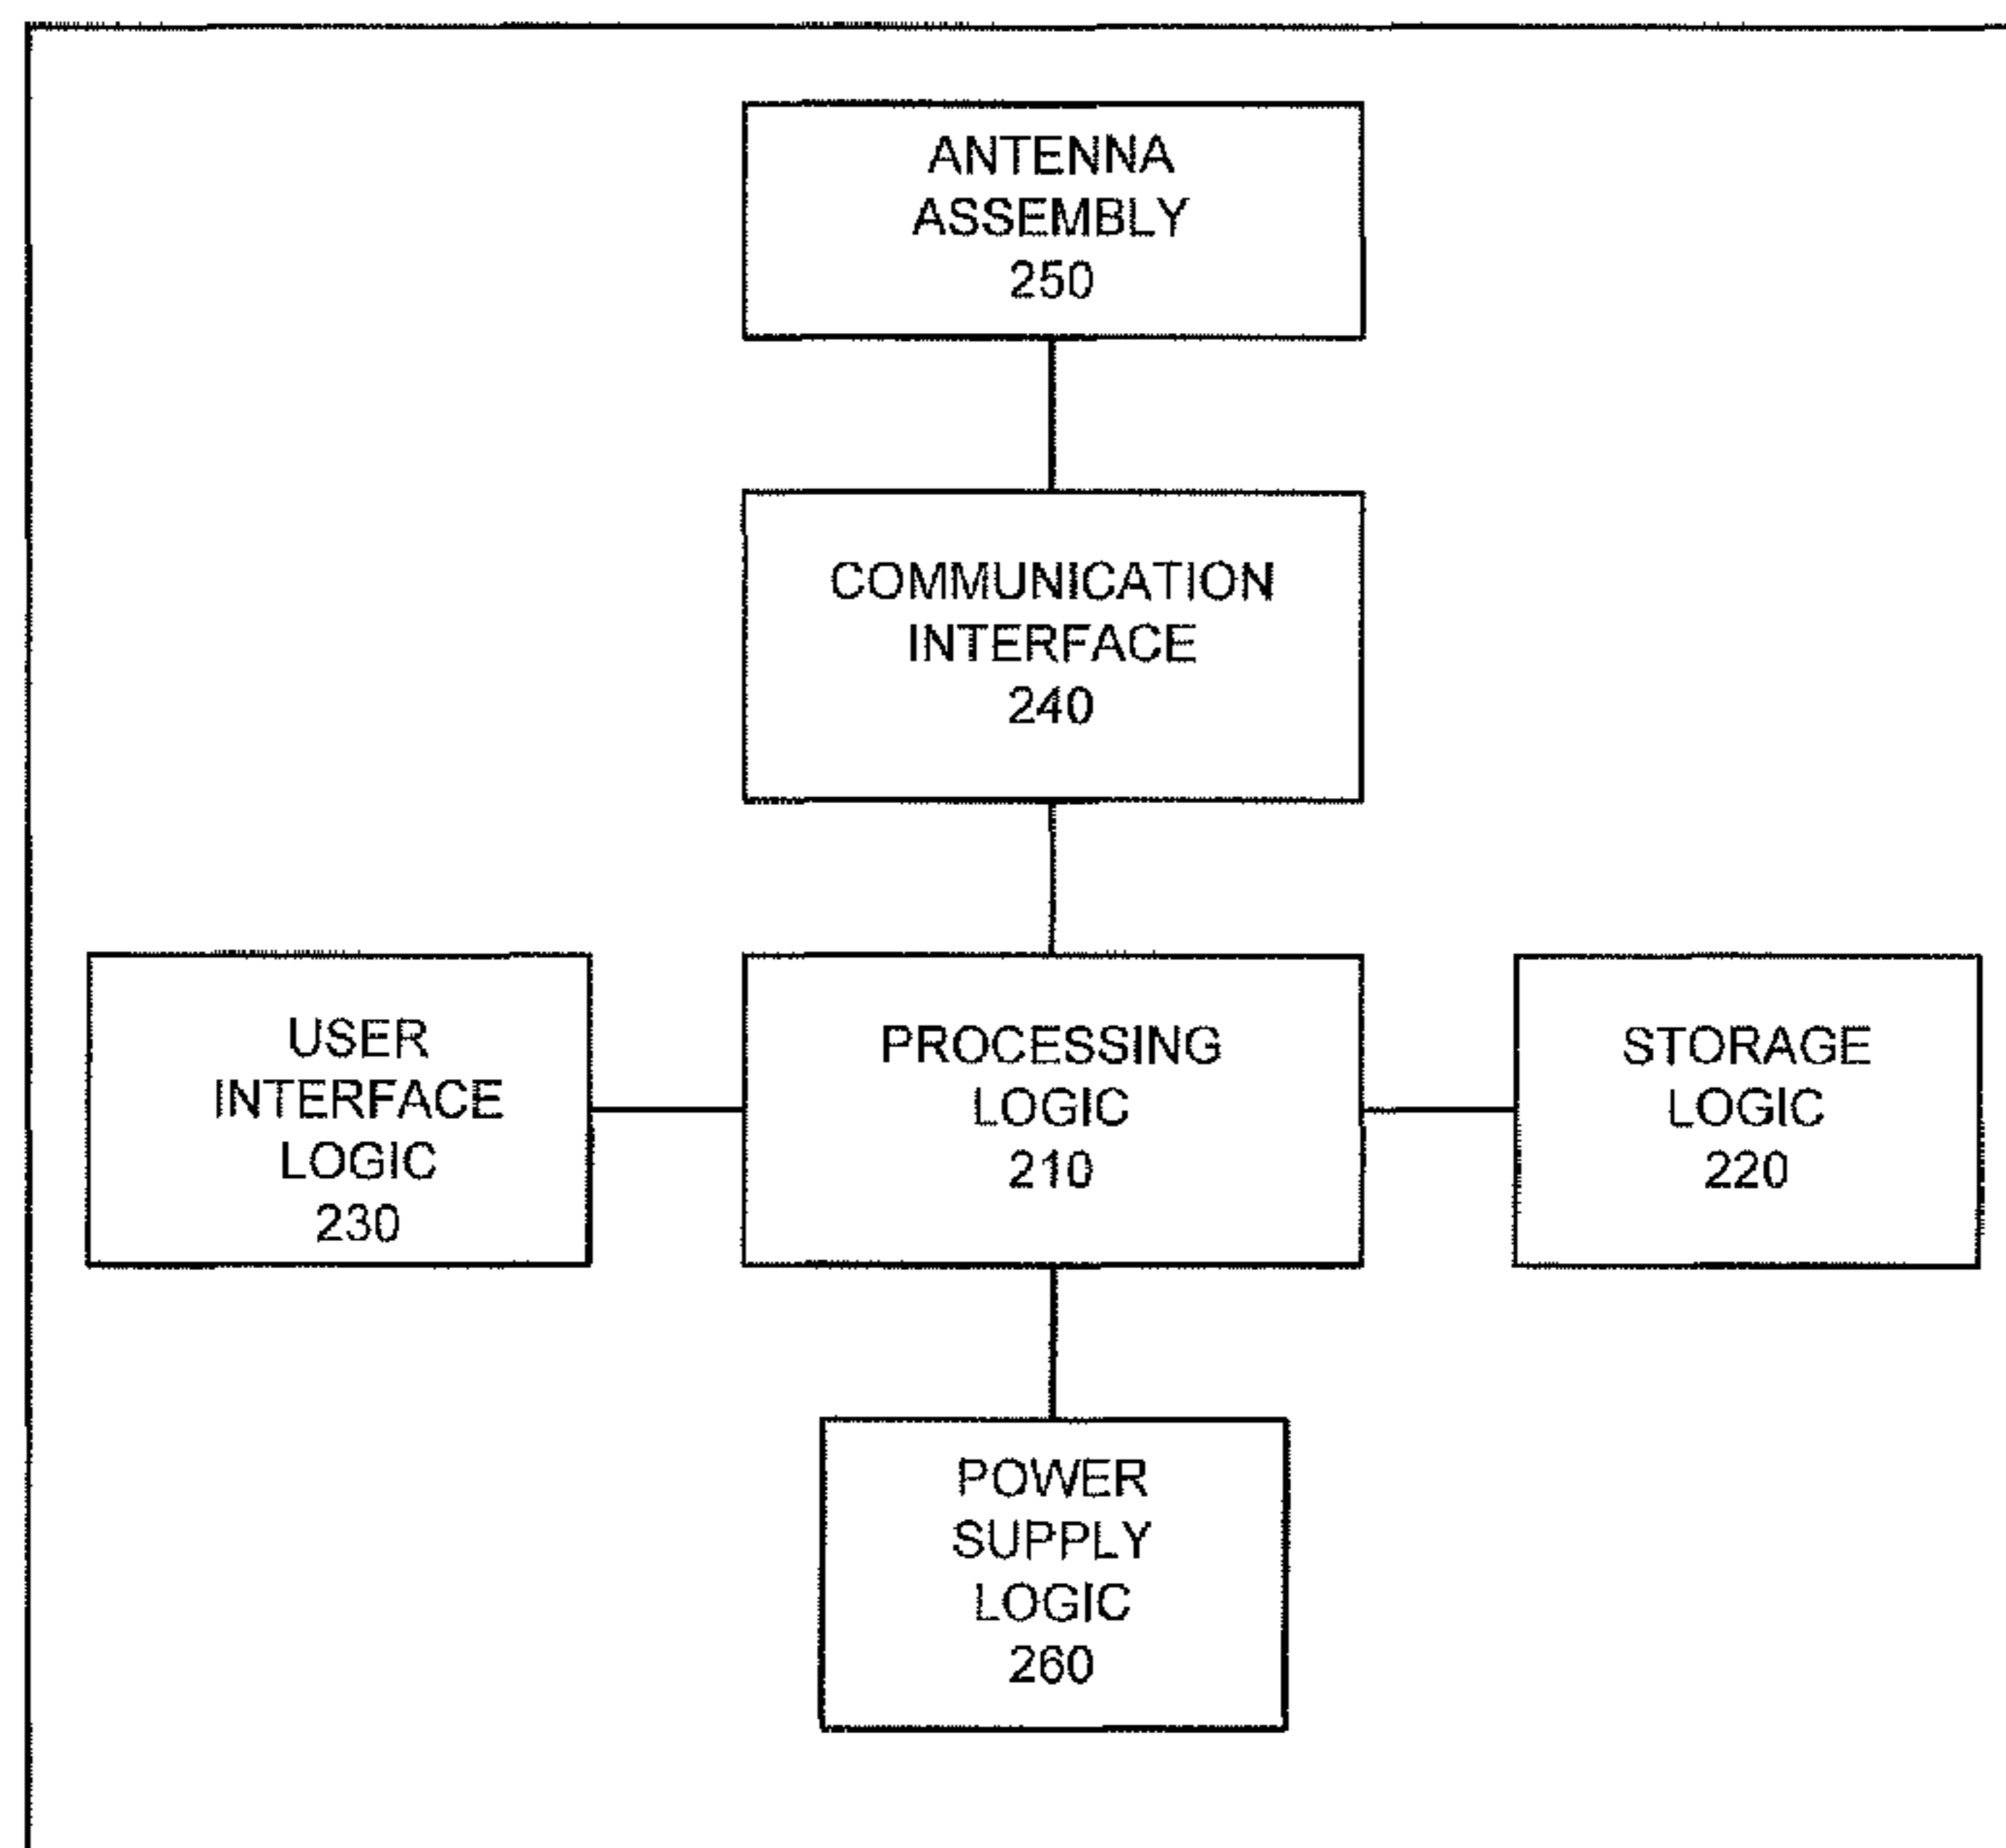 ANTENNA
ASSEMBLY
250
COMMUNICATION
INTERFACE
240
USER
INTERFACE
LOGIC
230
PROCESSING
LOGIC
210
STORAGE
LOGIC
220
POWER
SUPPLY
LOGIC
260